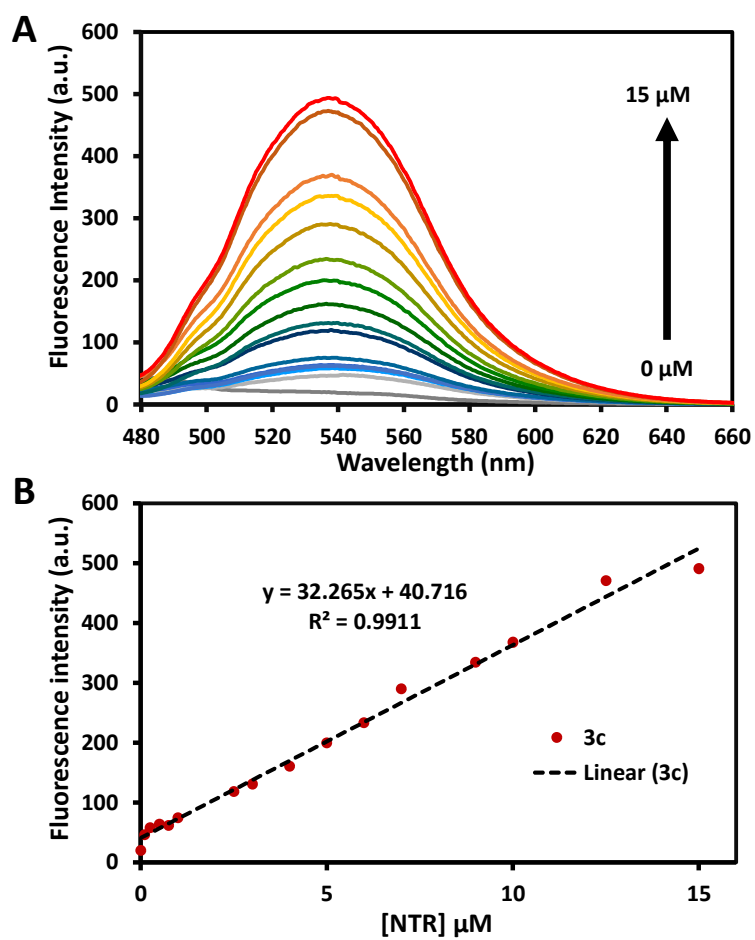 A
Fluorescence Intensity (a.u.)
600
500
400
300
200
100
0
15 µM
0 µM
480 500 520 540 560 580 600 620 640 660
Wavelength (nm)
B
Fluorescence intensity (a.u.)
600
500
400
300
200
100
0
y = 32.265x + 40.716
R² = 0.9911
3c
Linear (3c)
0 5 10 15
[NTR] µM